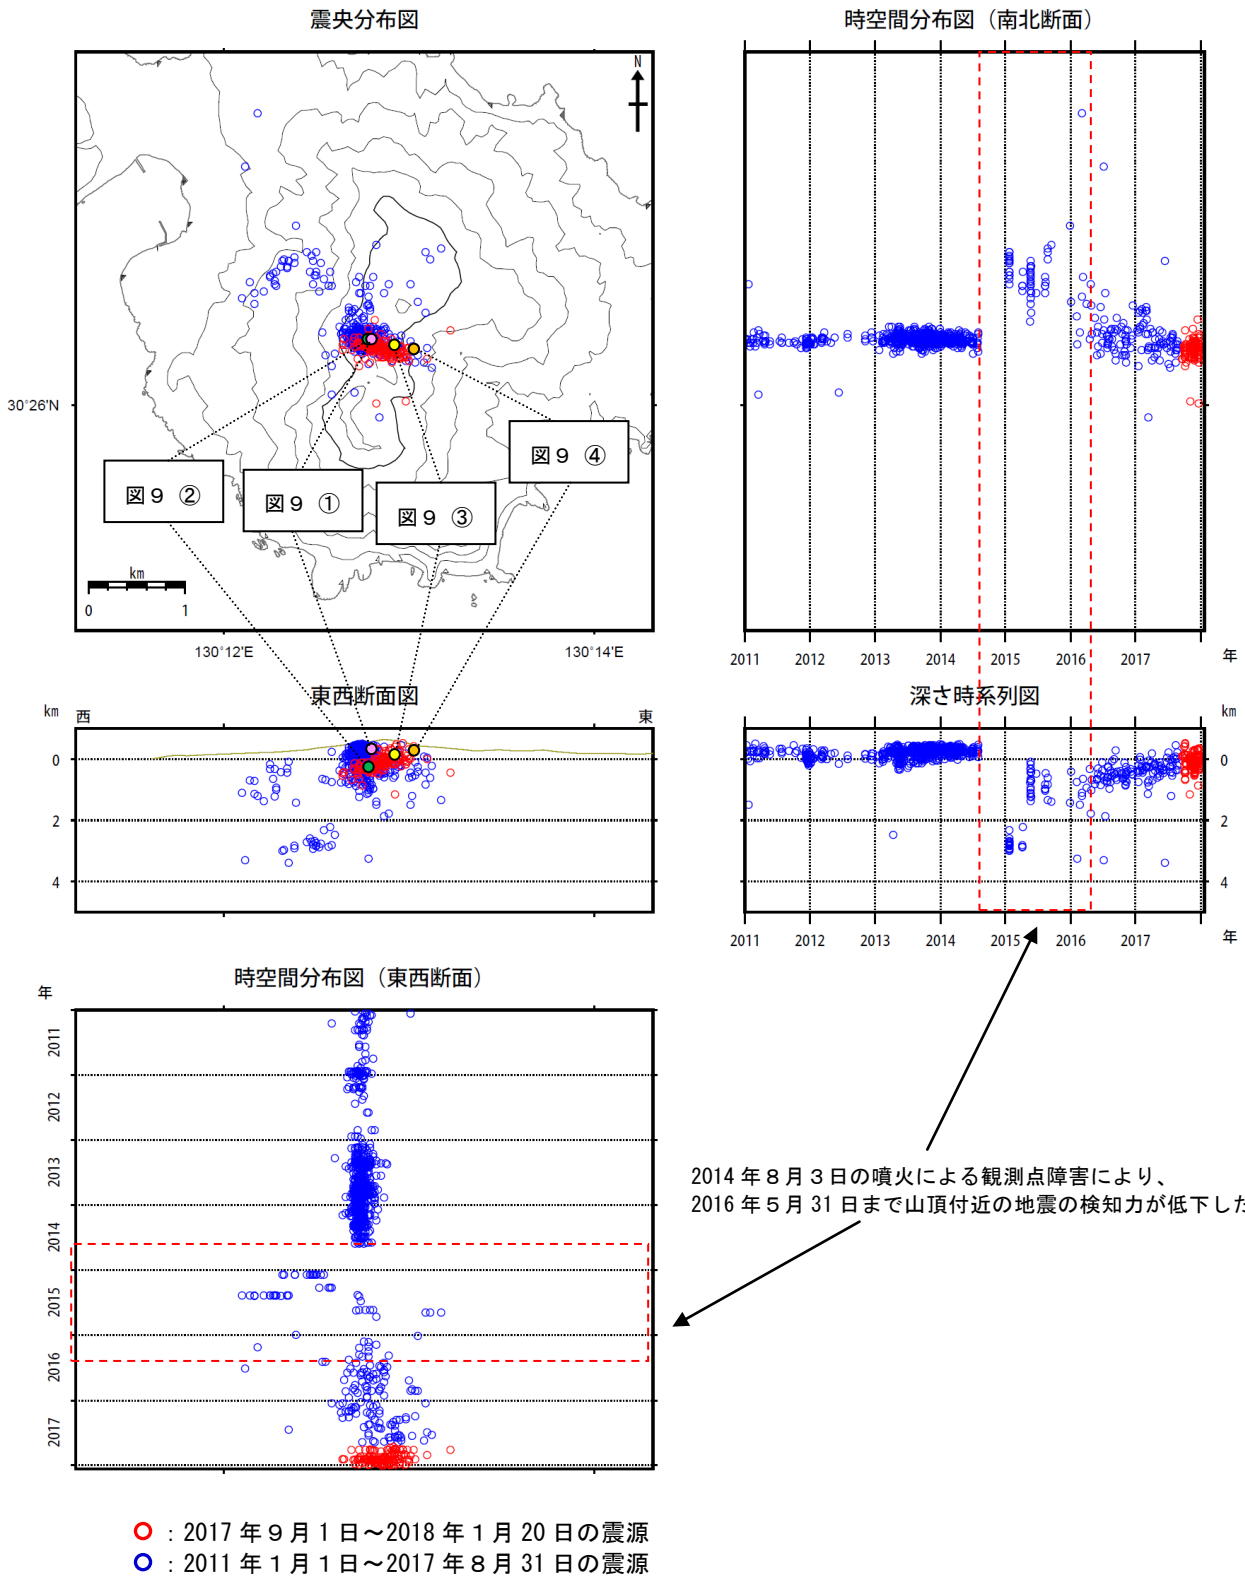 震央分布図
時空間分布図（南北断面）
N
30°26'N
図９ ②
図９ ①
図９ ③
図９ ④
km
0 1
130°12'E 130°14'E
2011 2012 2013 2014 2015 2016 2017 年
東西断面図
深さ時系列図
km 西 東
km
0
2
4
0
2
4
2011 2012 2013 2014 2015 2016 2017 年
時空間分布図（東西断面）
年
2011
2012
2013
2014
2015
2016
2017
2014 年８月３日の噴火による観測点障害により、
2016 年５月 31 日まで山頂付近の地震の検知力が低下した
：2017 年９月１日～2018 年１月 20 日の震源
：2011 年１月１日～2017 年８月 31 日の震源